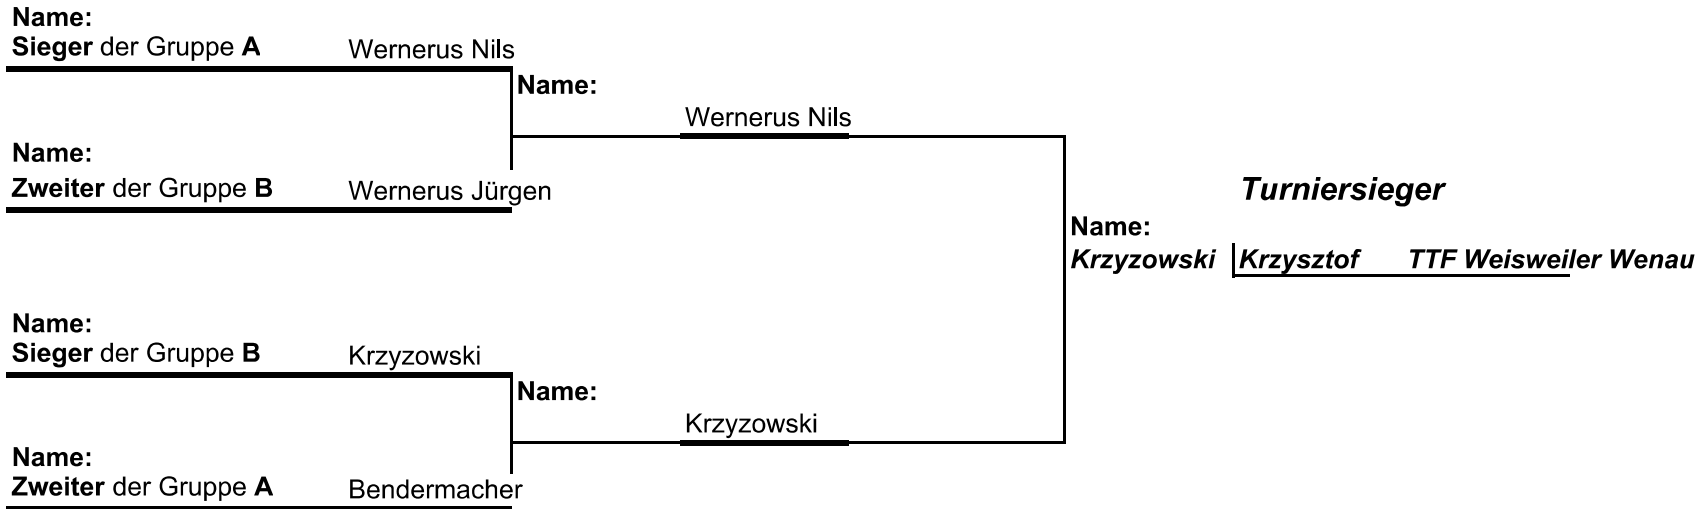 Name:
Sieger der Gruppe A Wernerus Nils
Name:
Wernerus Nils
Name:
Zweiter der Gruppe B Wernerus Jürgen
Turniersieger
Name:
Krzyzowski Krzysztof TTF Weisweiler Wenau
Name:
Sieger der Gruppe B Krzyzowski
Name:
Krzyzowski
Name:
Zweiter der Gruppe A Bendermacher